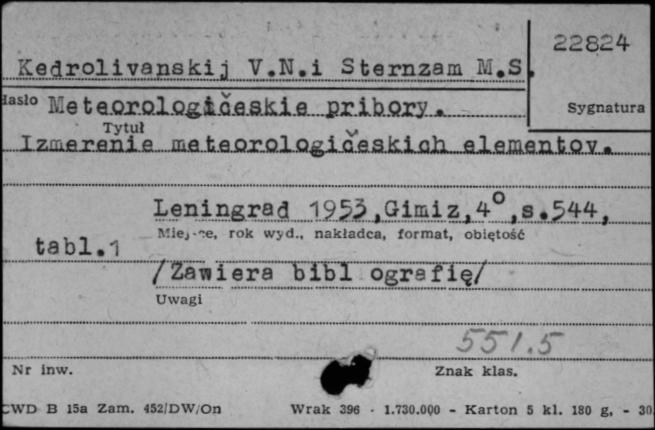 22824
Kedrolivanskij V.N.i Sternzam M.S.
Hasło Meteorologičeskie pribory. Sygnatura
Tytuł
Izmerenie meteorologičeskich elementov.
Leningrad 1953,Gimiz,4°,s.544,
Miejsce, rok wyd., nakładca, format, objętość
tabl.1
/Zawiera bibl ografię/
Uwagi
551.5
Nr inw. Znak klas.
CWD B 15a Zam. 452/DW/On Wrak 396 - 1.730.000 - Karton 5 kl. 180 g. - 30